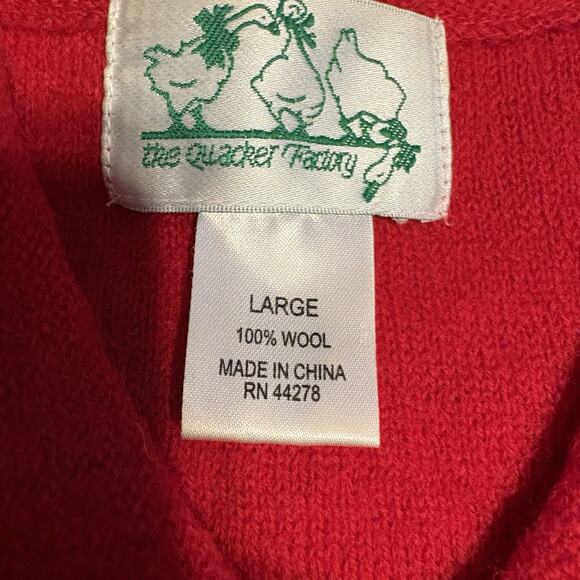 the Quacker Factory
LARGE
100% WOOL
MADE IN CHINA
RN 44278